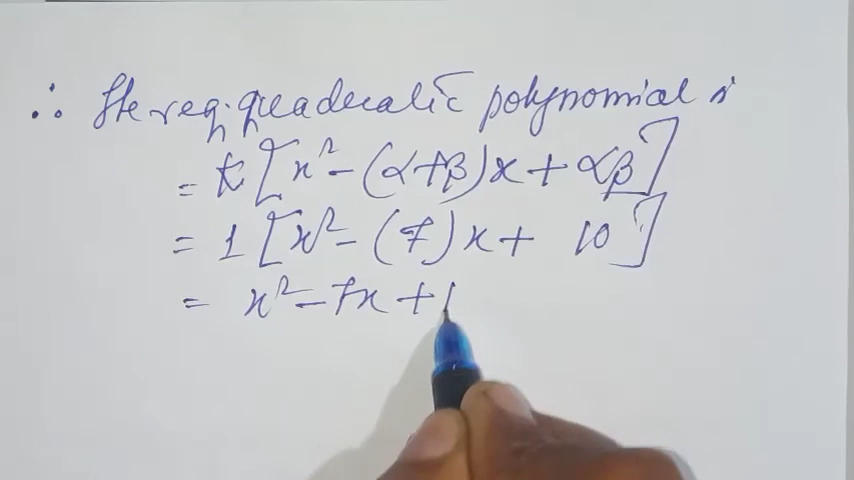 ∴ The req. quadratic polynomial is
= k [x² - (α+β)x + αβ]
= 1 [x² - (7)x + 10]
= x² - 7x + 1